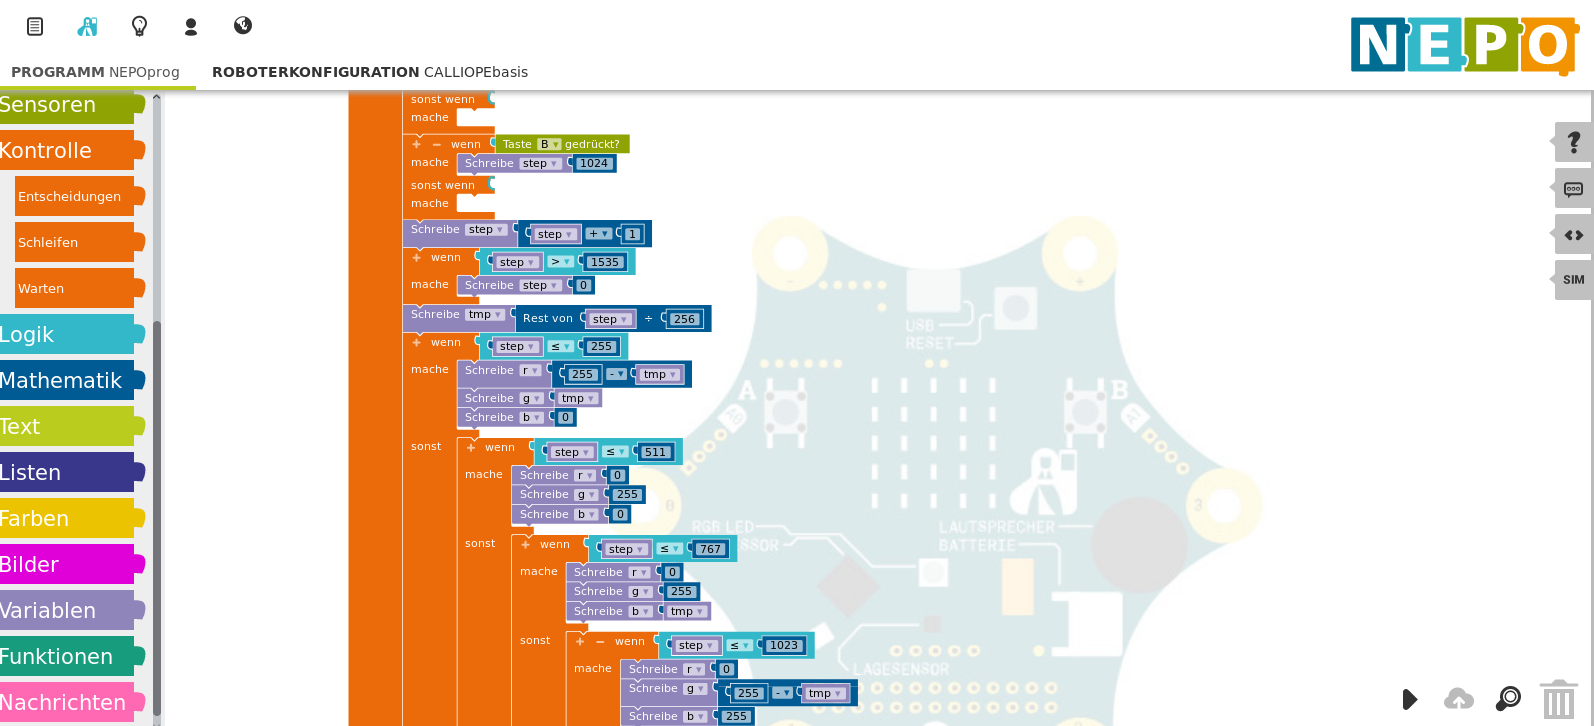 NEPO
PROGRAMM NEPOprog
ROBOTERKONFIGURATION CALLIOPEbasis
Sensoren
Kontrolle
Entscheidungen
Schleifen
Warten
Logik
Mathematik
Text
Listen
Farben
Bilder
Variablen
Funktionen
Nachrichten
sonst wenn
mache
+ − wenn Taste B gedrückt?
mache Schreibe step 1024
sonst wenn
mache
Schreibe step step + 1
+ wenn step > 1535
mache Schreibe step 0
Schreibe tmp Rest von step ÷ 256
+ wenn step ≤ 255
mache Schreibe r 255 - tmp
Schreibe g tmp
Schreibe b 0
sonst + wenn step ≤ 511
mache Schreibe r 0
Schreibe g 255
Schreibe b 0
sonst + wenn step ≤ 767
mache Schreibe r 0
Schreibe g 255
Schreibe b tmp
sonst + − wenn step ≤ 1023
mache Schreibe r 0
Schreibe g 255 - tmp
Schreibe b 255
USB
RESET
A
B
0
3
RGB LED
LAUTSPRECHER
BATTERIE
LAGESENSOR
?
SIM